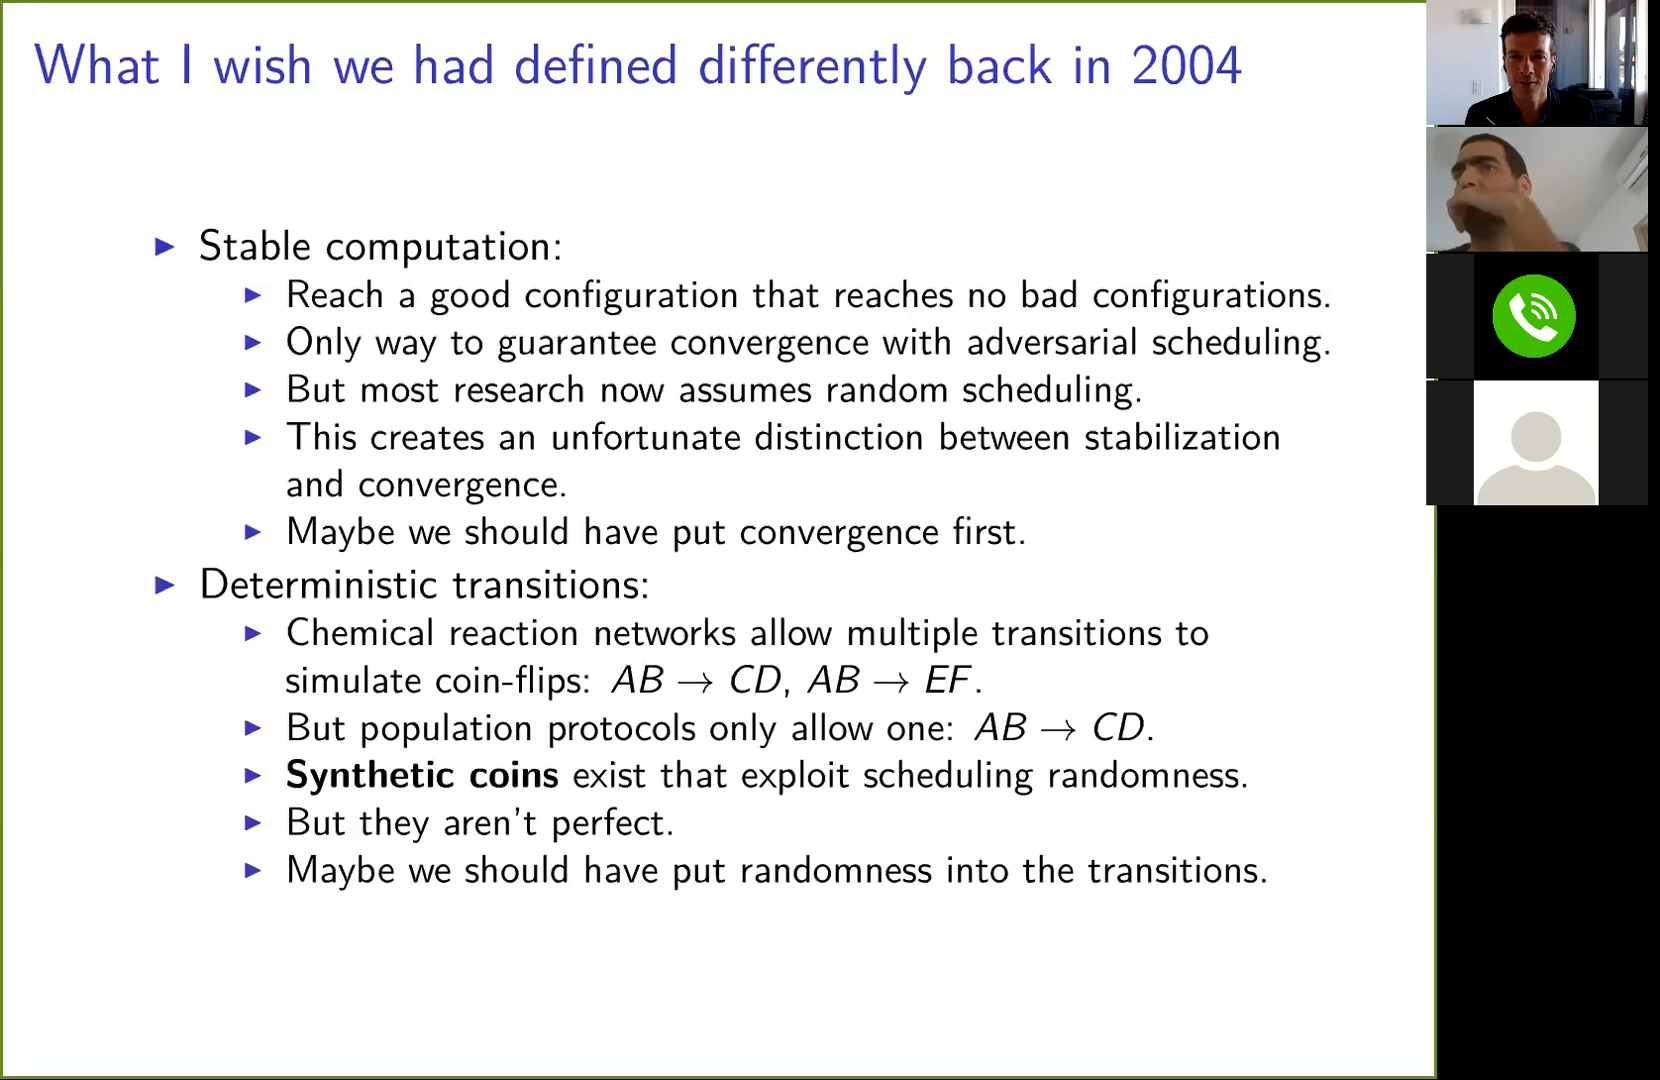 What I wish we had defined differently back in 2004
▶ Stable computation:
▶ Reach a good configuration that reaches no bad configurations.
▶ Only way to guarantee convergence with adversarial scheduling.
▶ But most research now assumes random scheduling.
▶ This creates an unfortunate distinction between stabilization
and convergence.
▶ Maybe we should have put convergence first.
▶ Deterministic transitions:
▶ Chemical reaction networks allow multiple transitions to
simulate coin-flips: AB → CD, AB → EF.
▶ But population protocols only allow one: AB → CD.
▶ Synthetic coins exist that exploit scheduling randomness.
▶ But they aren't perfect.
▶ Maybe we should have put randomness into the transitions.